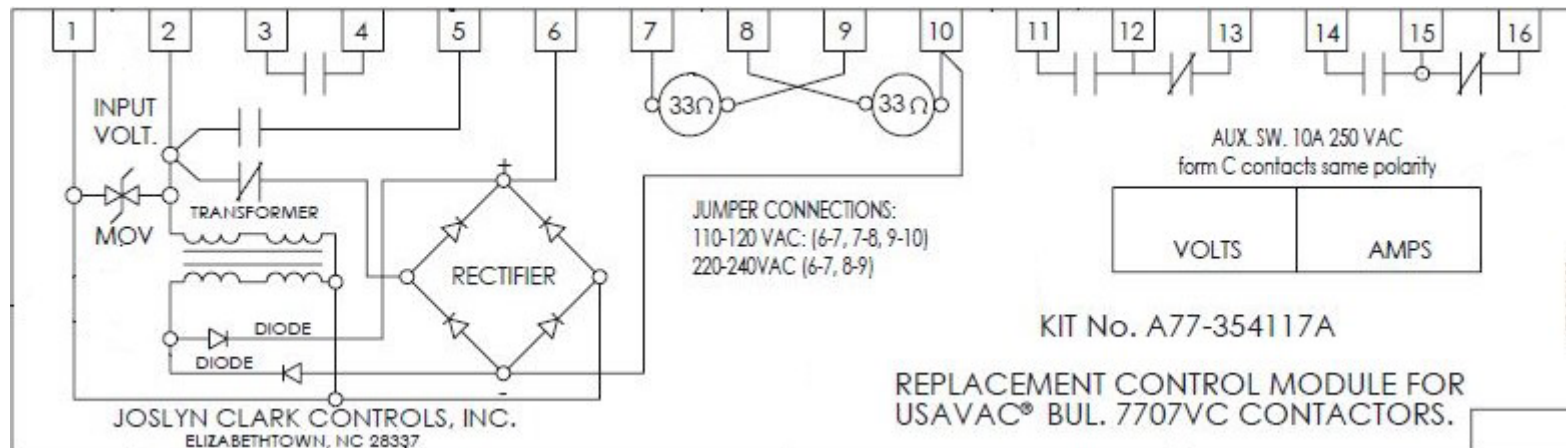 1 2 3 4 5 6 7 8 9 10 11 12 13 14 15 16
INPUT
VOLT.
MOV
TRANSFORMER
DIODE
DIODE
+
RECTIFIER
-
33Ω
33Ω
JUMPER CONNECTIONS:
110-120 VAC: (6-7, 7-8, 9-10)
220-240VAC (6-7, 8-9)
AUX. SW. 10A 250 VAC
form C contacts same polarity
VOLTS AMPS
KIT No. A77-354117A
REPLACEMENT CONTROL MODULE FOR
USAVAC® BUL. 7707VC CONTACTORS.
JOSLYN CLARK CONTROLS, INC.
ELIZABETHTOWN, NC 28337